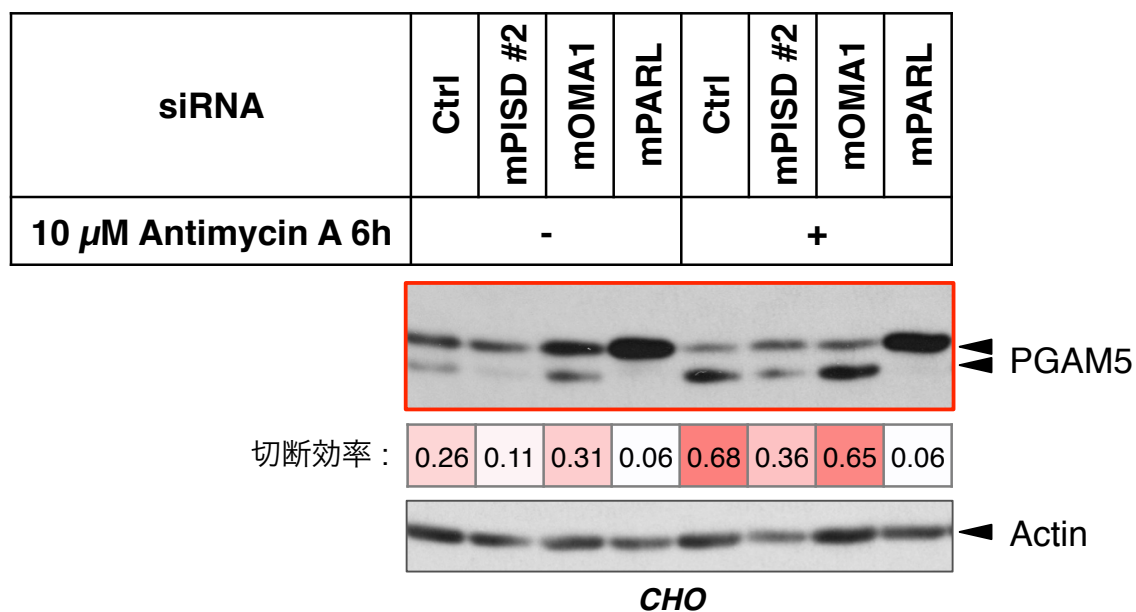 siRNA
Ctrl
mPISD #2
mOMA1
mPARL
Ctrl
mPISD #2
mOMA1
mPARL
10 µM Antimycin A 6h - +
PGAM5
切断効率 : 0.26 0.11 0.31 0.06 0.68 0.36 0.65 0.06
Actin
CHO